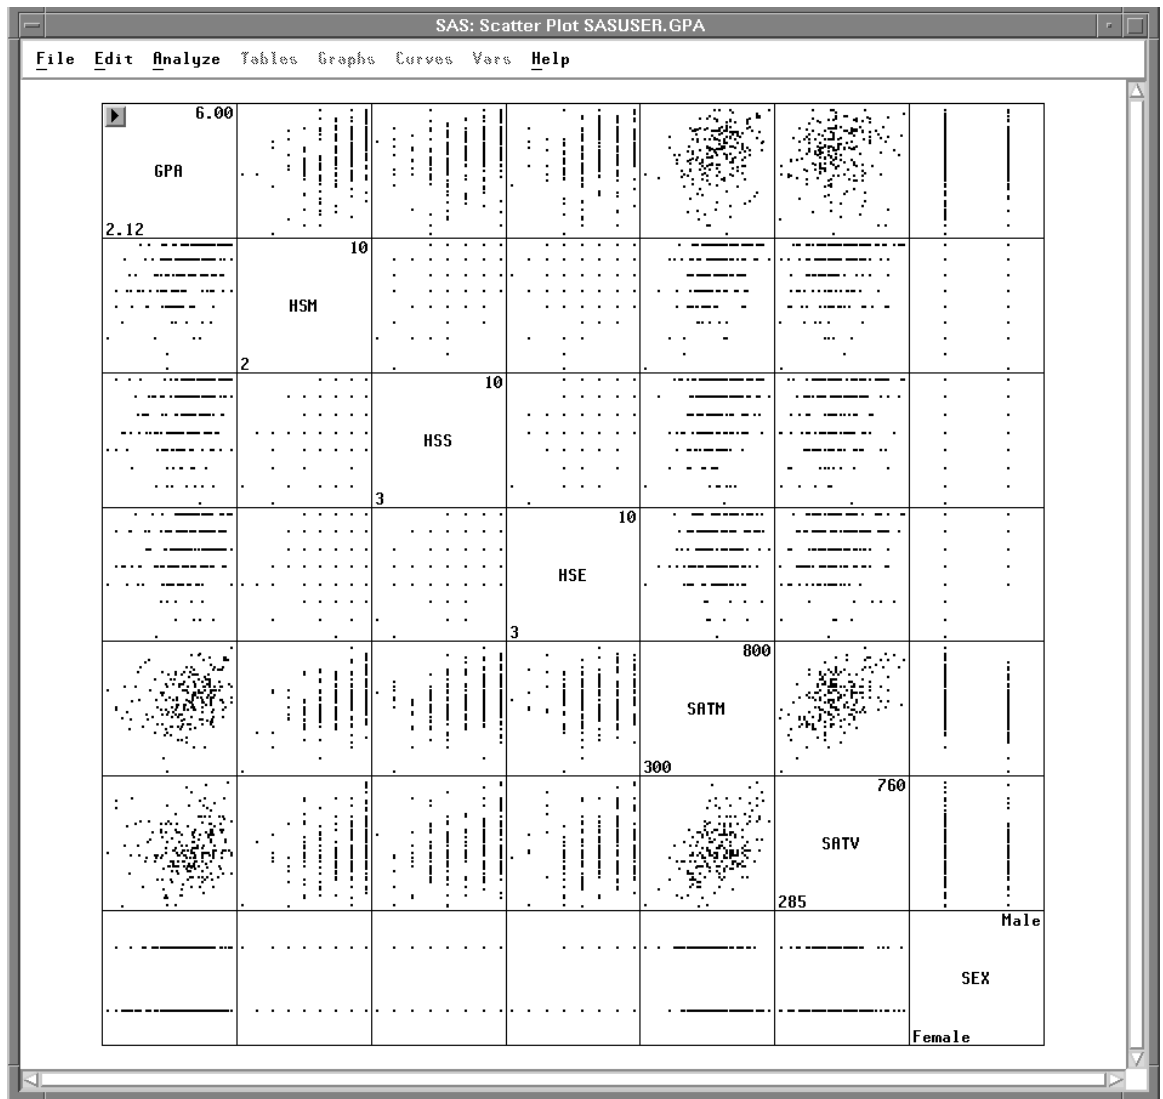 SAS: Scatter Plot SASUSER.GPA
File Edit Analyze Tables Graphs Curves Vars Help
6.00
GPA
2.12
10
HSM
2
10
HSS
3
10
HSE
3
800
SATM
300
760
SATV
285
Male
SEX
Female